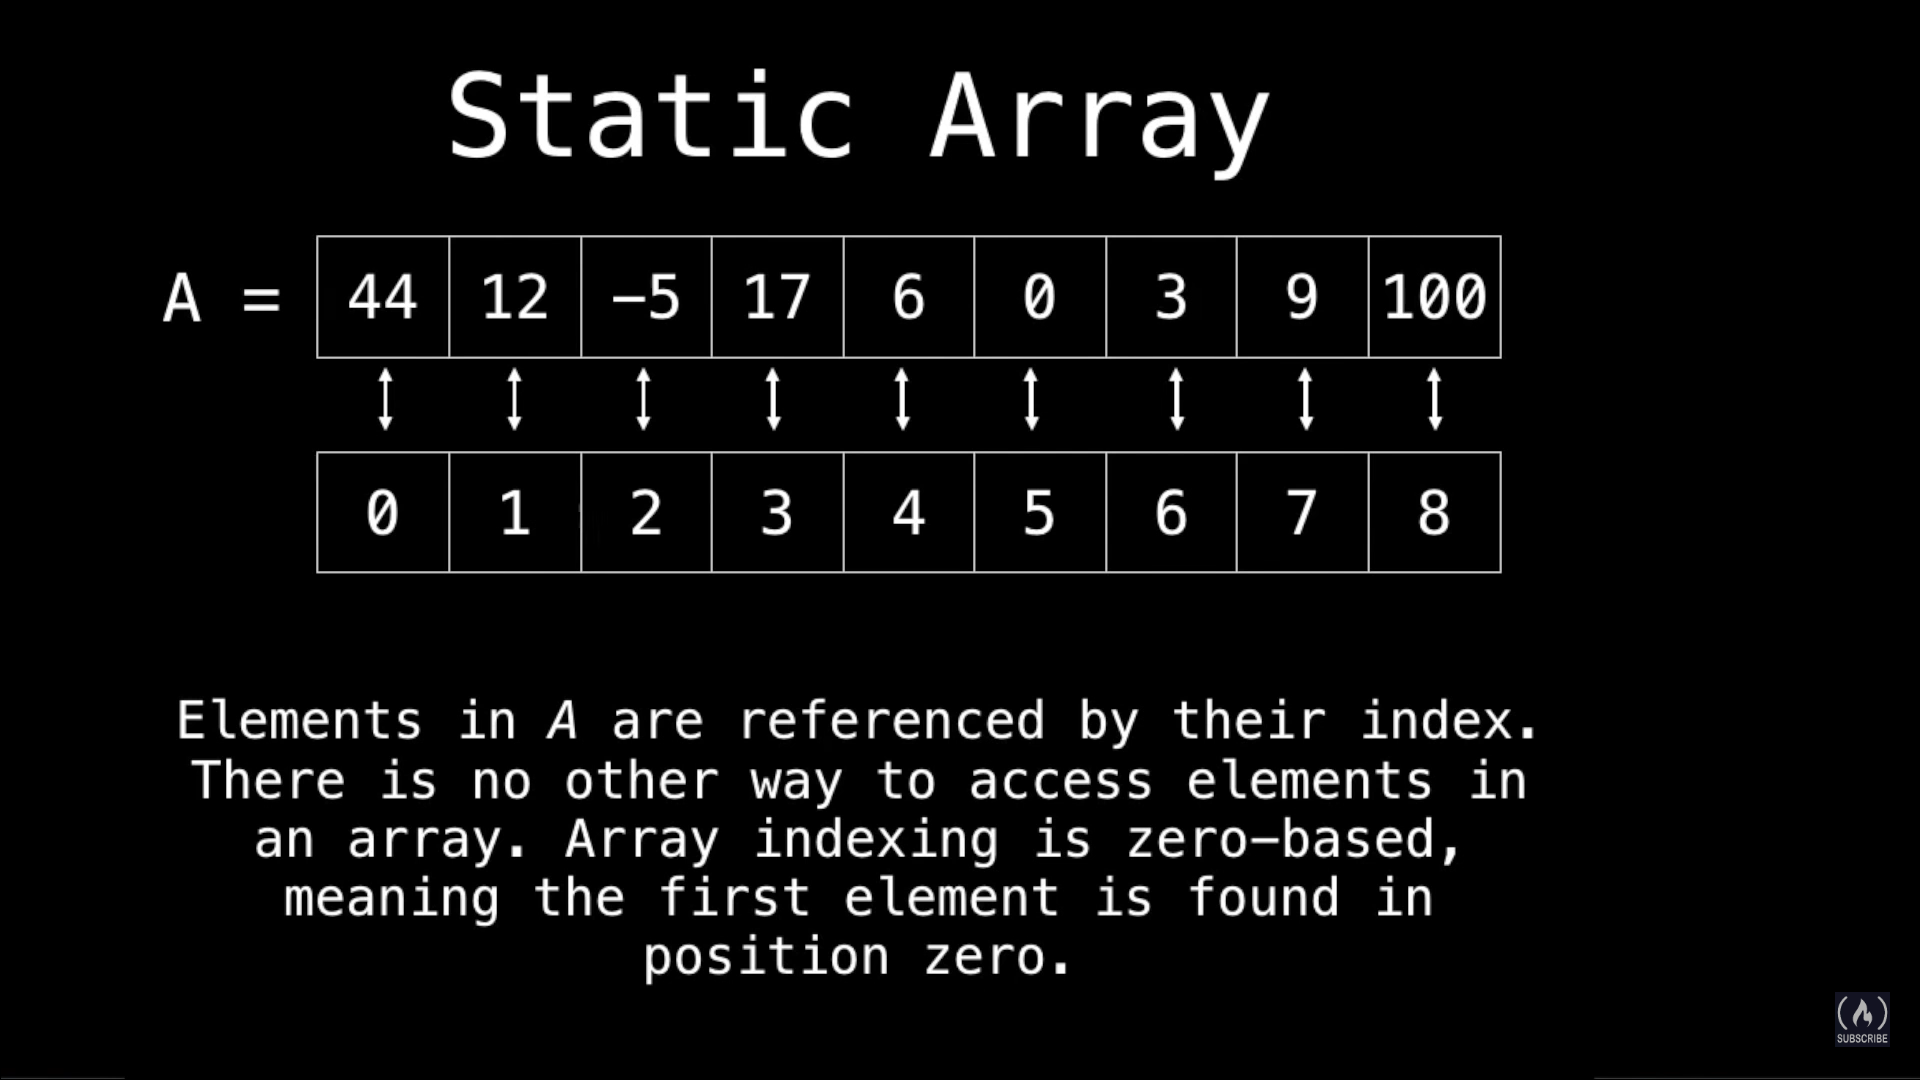 Static Array
A = 44 12 −5 17 6 0 3 9 100
0 1 2 3 4 5 6 7 8
Elements in A are referenced by their index.
There is no other way to access elements in
an array. Array indexing is zero−based,
meaning the first element is found in
position zero.
SUBSCRIBE